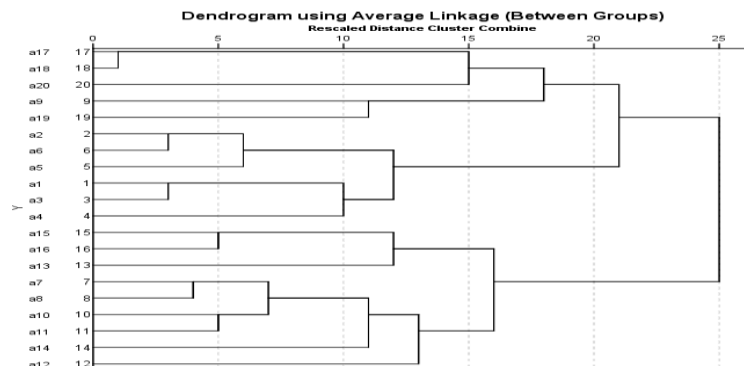 Dendrogram using Average Linkage (Between Groups)
Rescaled Distance Cluster Combine
0 5 10 15 20 25
a17 17
a18 18
a20 20
a9 9
a19 19
a2 2
a6 6
a5 5
a1 1
a3 3
Y
a4 4
a15 15
a16 16
a13 13
a7 7
a8 8
a10 10
a11 11
a14 14
a12 12